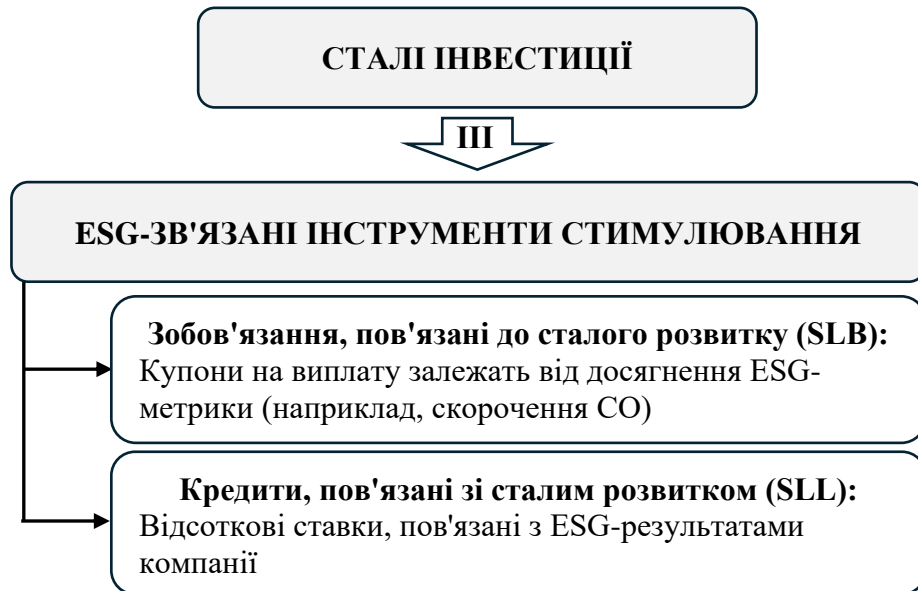 СТАЛІ ІНВЕСТИЦІЇ
ІІІ
ESG-ЗВ'ЯЗАНІ ІНСТРУМЕНТИ СТИМУЛЮВАННЯ
Зобов'язання, пов'язані до сталого розвитку (SLB):
Купони на виплату залежать від досягнення ESG-
метрики (наприклад, скорочення СО)
Кредити, пов'язані зі сталим розвитком (SLL):
Відсоткові ставки, пов'язані з ESG-результатами
компанії